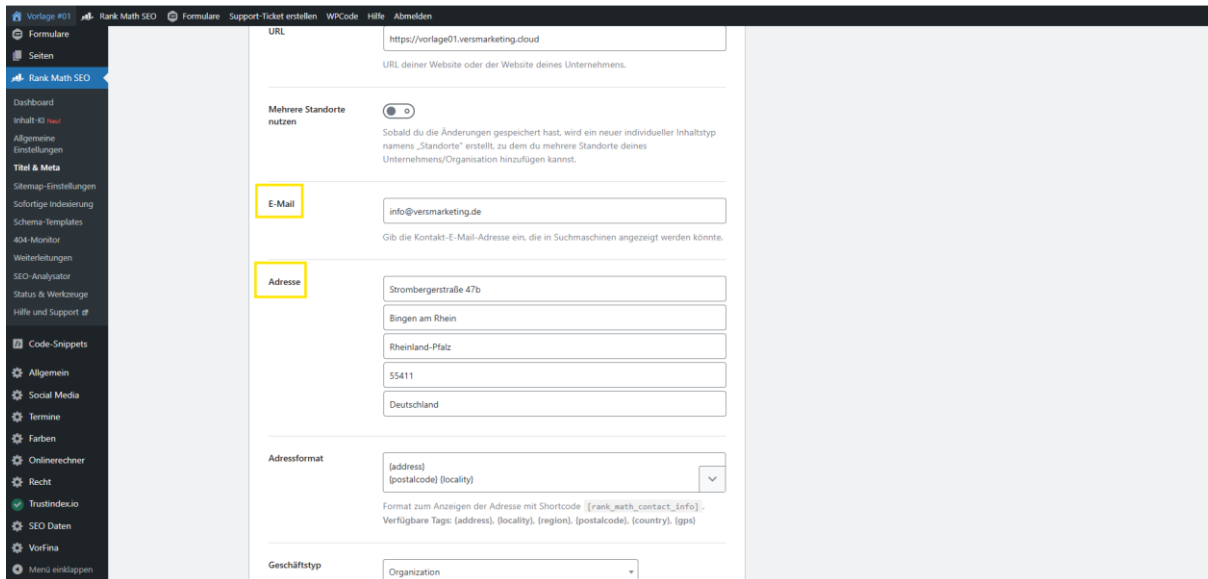 Vorlage #01 Rank Math SEO Formulare Support-Ticket erstellen WPCode Hilfe Abmelden
Formulare
Seiten
Rank Math SEO
Dashboard
Inhalt-KI Neu!
Allgemeine
Einstellungen
Titel & Meta
Sitemap-Einstellungen
Sofortige Indexierung
Schema-Templates
404-Monitor
Weiterleitungen
SEO-Analysator
Status & Werkzeuge
Hilfe und Support
Code-Snippets
Allgemein
Social Media
Termine
Farben
Onlinerechner
Recht
Trustindex.io
SEO Daten
VorFina
Menü einklappen
URL
https://vorlage01.versmarketing.cloud
URL deiner Website oder der Website deines Unternehmens.
Mehrere Standorte
nutzen
Sobald du die Änderungen gespeichert hast, wird ein neuer individueller Inhaltstyp
namens „Standorte" erstellt, zu dem du mehrere Standorte deines
Unternehmens/Organisation hinzufügen kannst.
E-Mail
info@versmarketing.de
Gib die Kontakt-E-Mail-Adresse ein, die in Suchmaschinen angezeigt werden könnte.
Adresse
Strombergerstraße 47b
Bingen am Rhein
Rheinland-Pfalz
55411
Deutschland
Adressformat
{address}
{postalcode} {locality}
Format zum Anzeigen der Adresse mit Shortcode [rank_math_contact_info] .
Verfügbare Tags: {address}, {locality}, {region}, {postalcode}, {country}, {gps}
Geschäftstyp
Organization